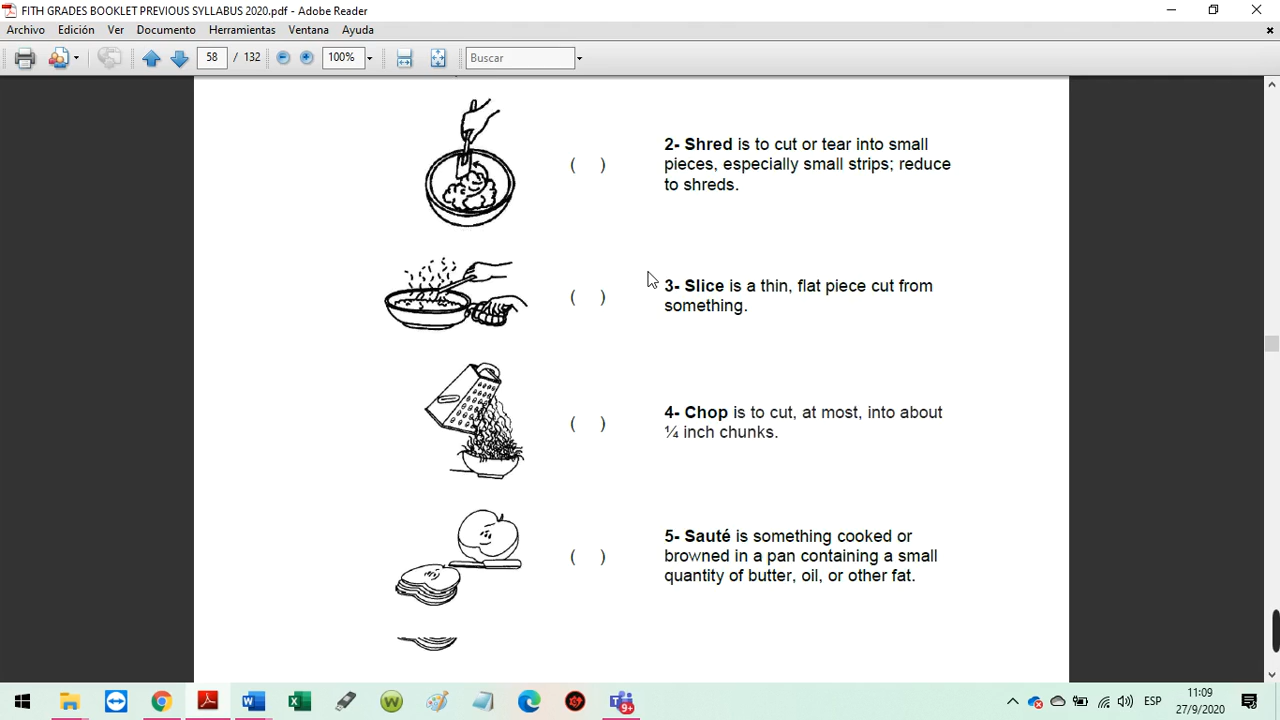 FITH GRADES BOOKLET PREVIOUS SYLLABUS 2020.pdf - Adobe Reader
Archivo Edición Ver Documento Herramientas Ventana Ayuda
58 / 132 100% Buscar
( ) 2- Shred is to cut or tear into small
pieces, especially small strips; reduce
to shreds.
( ) 3- Slice is a thin, flat piece cut from
something.
( ) 4- Chop is to cut, at most, into about
¼ inch chunks.
( ) 5- Sauté is something cooked or
browned in a pan containing a small
quantity of butter, oil, or other fat.
9+ ESP 11:09
27/9/2020